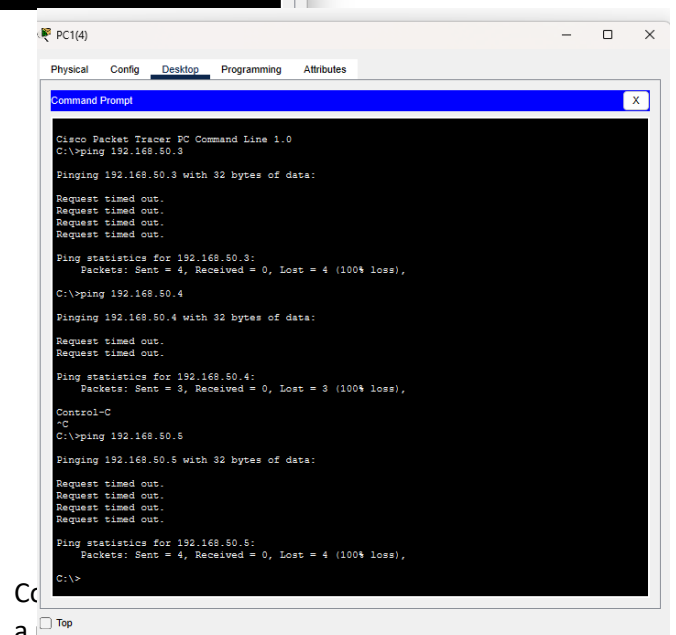 PC1(4)
Physical Config Desktop Programming Attributes
Command Prompt
X
Cisco Packet Tracer PC Command Line 1.0
C:\>ping 192.168.50.3
Pinging 192.168.50.3 with 32 bytes of data:
Request timed out.
Request timed out.
Request timed out.
Request timed out.
Ping statistics for 192.168.50.3:
Packets: Sent = 4, Received = 0, Lost = 4 (100% loss),
C:\>ping 192.168.50.4
Pinging 192.168.50.4 with 32 bytes of data:
Request timed out.
Request timed out.
Ping statistics for 192.168.50.4:
Packets: Sent = 3, Received = 0, Lost = 3 (100% loss),
Control-C
^C
C:\>ping 192.168.50.5
Pinging 192.168.50.5 with 32 bytes of data:
Request timed out.
Request timed out.
Request timed out.
Request timed out.
Ping statistics for 192.168.50.5:
Packets: Sent = 4, Received = 0, Lost = 4 (100% loss),
C:\>
Top